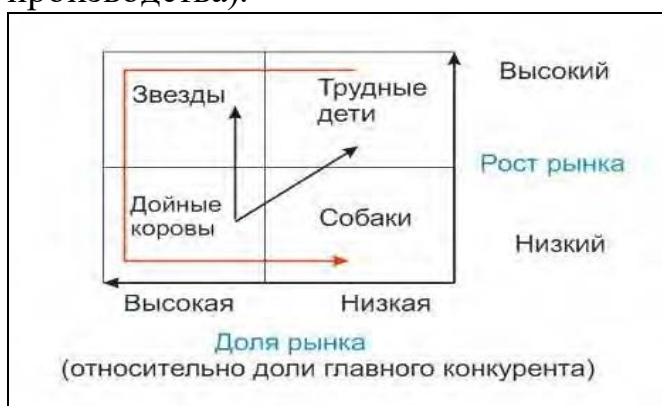 производства).
Звезды
Трудные
дети
Высокий
Рост рынка
Дойные
коровы
Собаки
Низкий
Высокая
Низкая
Доля рынка
(относительно доли главного конкурента)